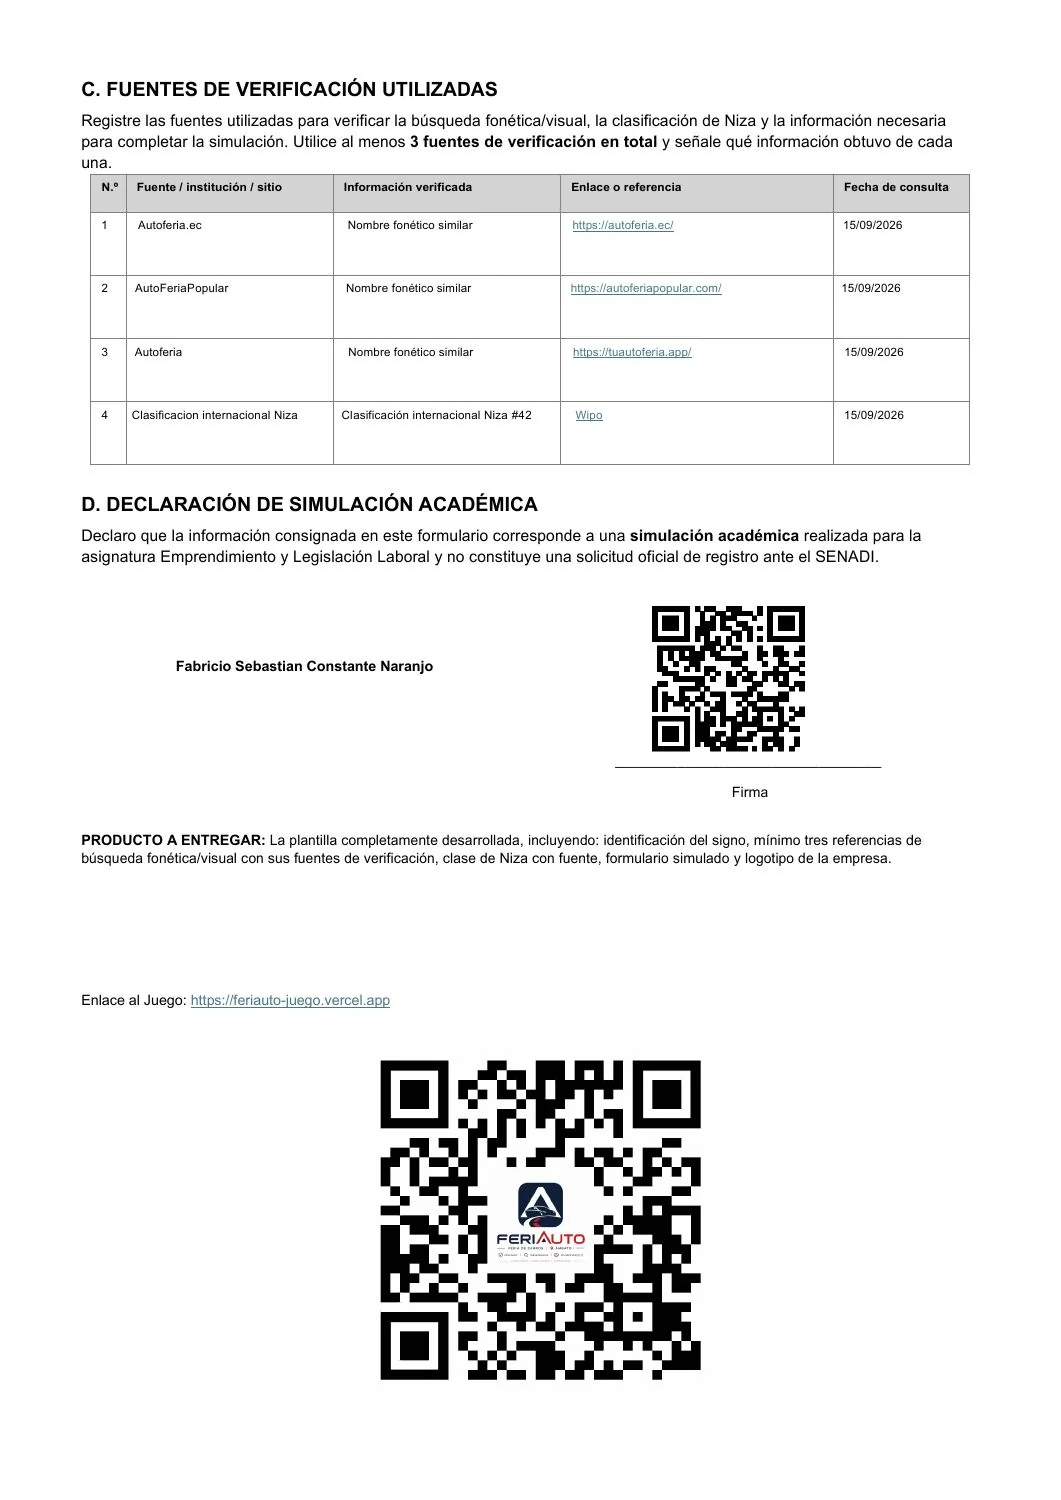 C. FUENTES DE VERIFICACIÓN UTILIZADAS
Registre las fuentes utilizadas para verificar la búsqueda fonética/visual, la clasificación de Niza y la información necesaria
para completar la simulación. Utilice al menos 3 fuentes de verificación en total y señale qué información obtuvo de cada
una.
N.º Fuente / institución / sitio Información verificada Enlace o referencia Fecha de consulta
1 Autoferia.ec Nombre fonético similar https://autoferia.ec/ 15/09/2026
2 AutoFeriaPopular Nombre fonético similar https://autoferiapopular.com/ 15/09/2026
3 Autoferia Nombre fonético similar https://tuautoferia.app/ 15/09/2026
4 Clasificacion internacional Niza Clasificación internacional Niza #42 Wipo 15/09/2026
D. DECLARACIÓN DE SIMULACIÓN ACADÉMICA
Declaro que la información consignada en este formulario corresponde a una simulación académica realizada para la
asignatura Emprendimiento y Legislación Laboral y no constituye una solicitud oficial de registro ante el SENADI.
Fabricio Sebastian Constante Naranjo
Firma
PRODUCTO A ENTREGAR: La plantilla completamente desarrollada, incluyendo: identificación del signo, mínimo tres referencias de
búsqueda fonética/visual con sus fuentes de verificación, clase de Niza con fuente, formulario simulado y logotipo de la empresa.
Enlace al Juego: https://feriauto-juego.vercel.app
FERIAUTO
FERIA DE CARROS | AMBATO